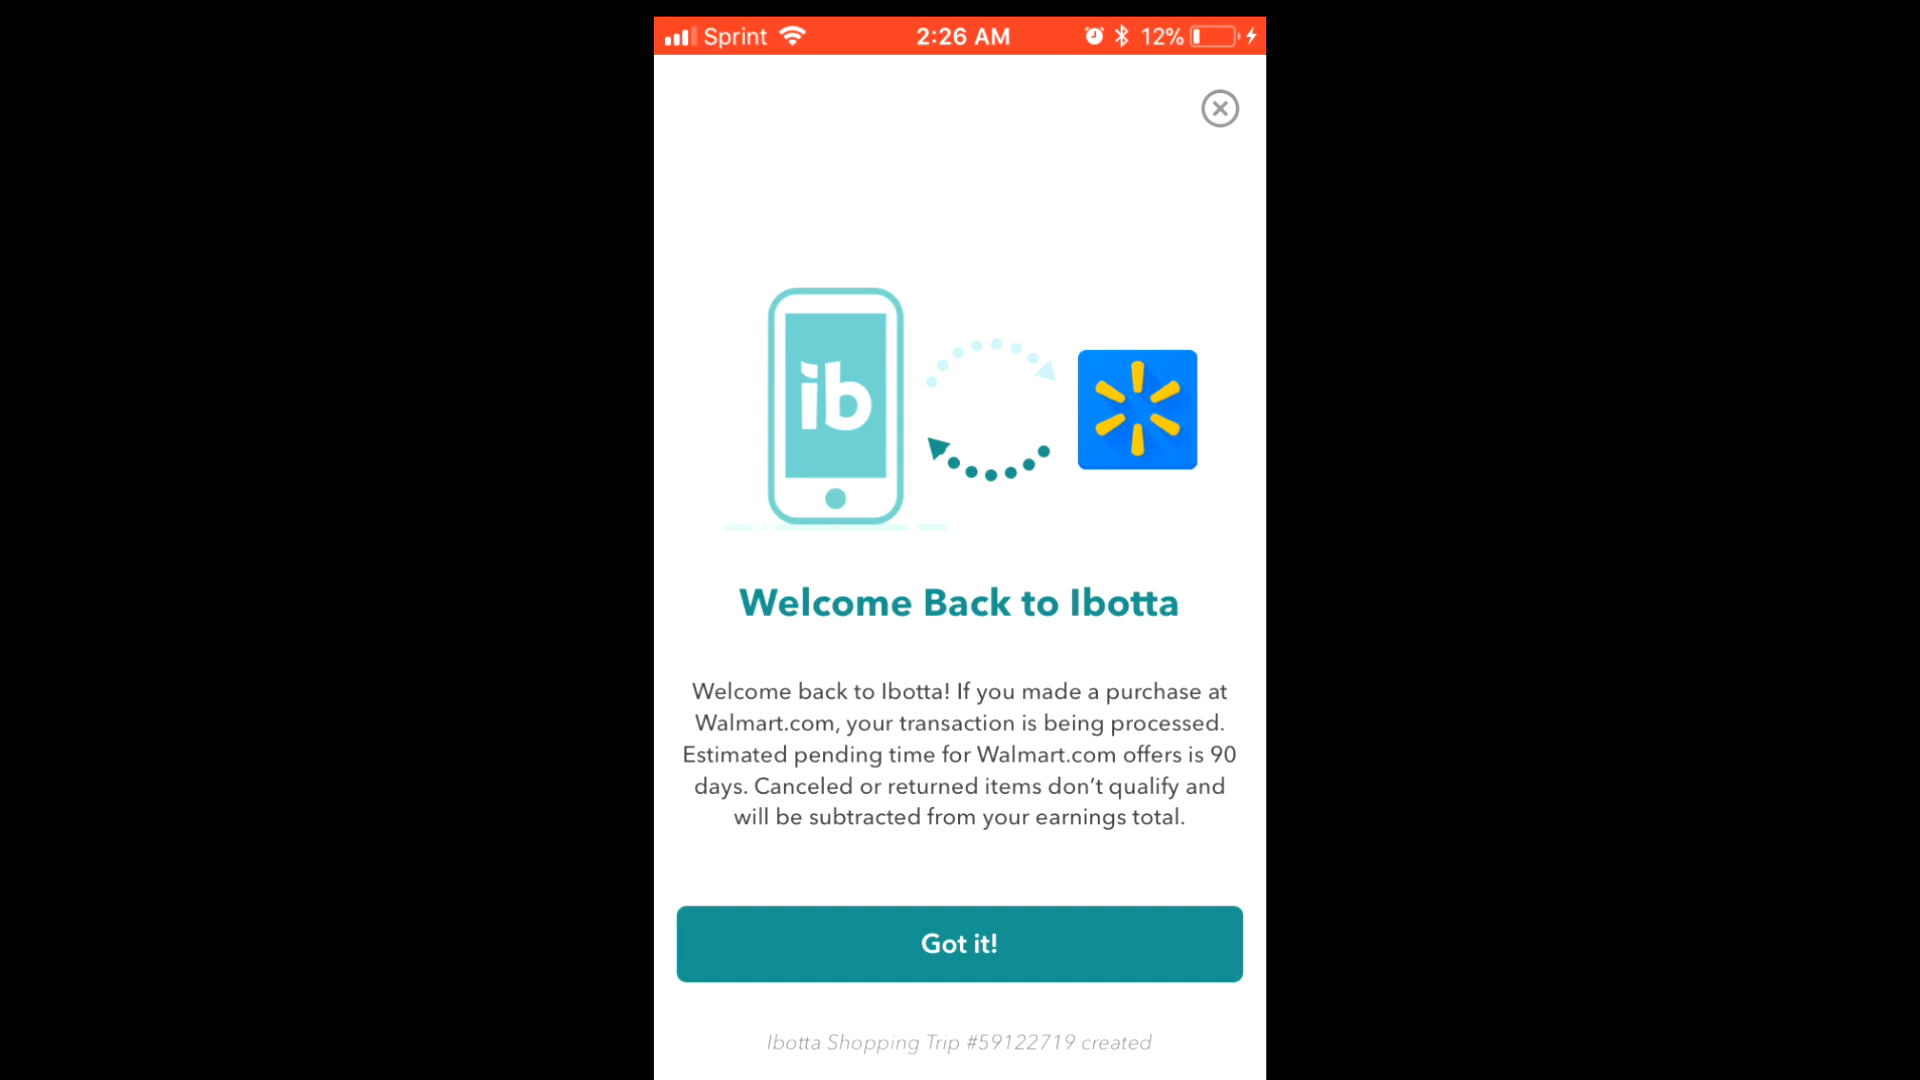 Sprint 2:26 AM 12%
ib
Welcome Back to Ibotta
Welcome back to Ibotta! If you made a purchase at
Walmart.com, your transaction is being processed.
Estimated pending time for Walmart.com offers is 90
days. Canceled or returned items don’t qualify and
will be subtracted from your earnings total.
Got it!
Ibotta Shopping Trip #59122719 created